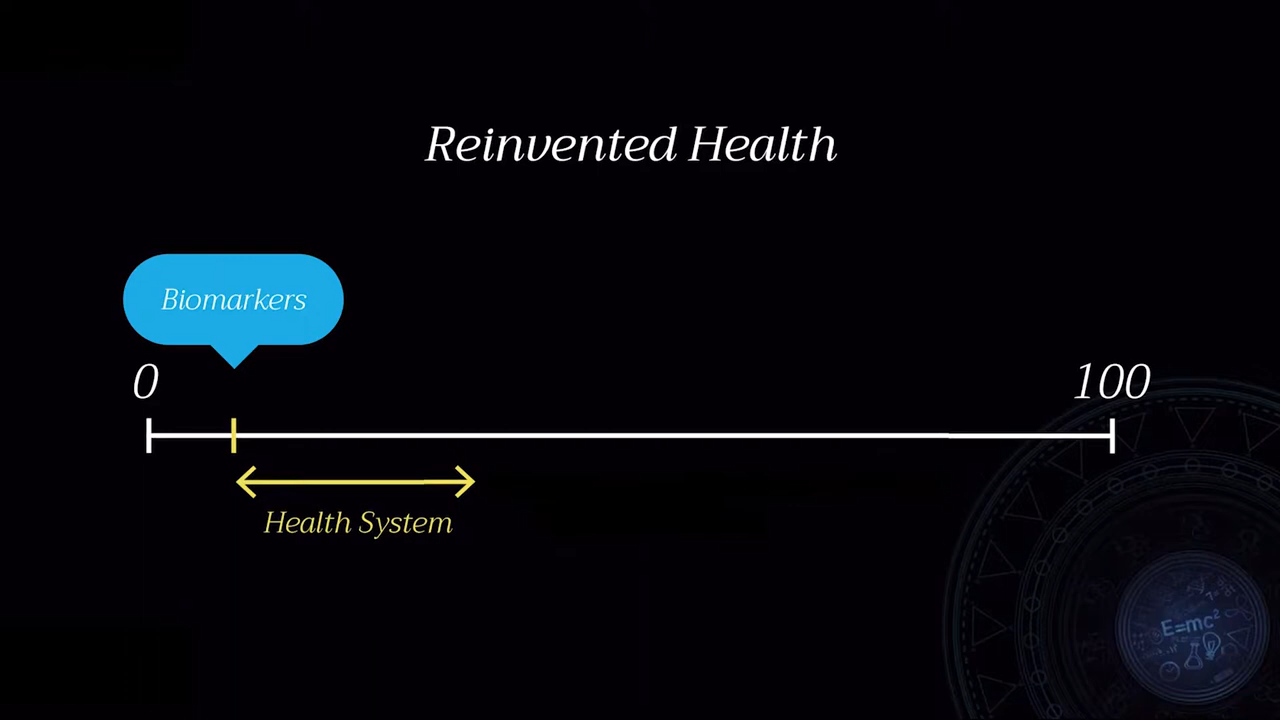 Reinvented Health
Biomarkers
0
100
Health System
E=mc²